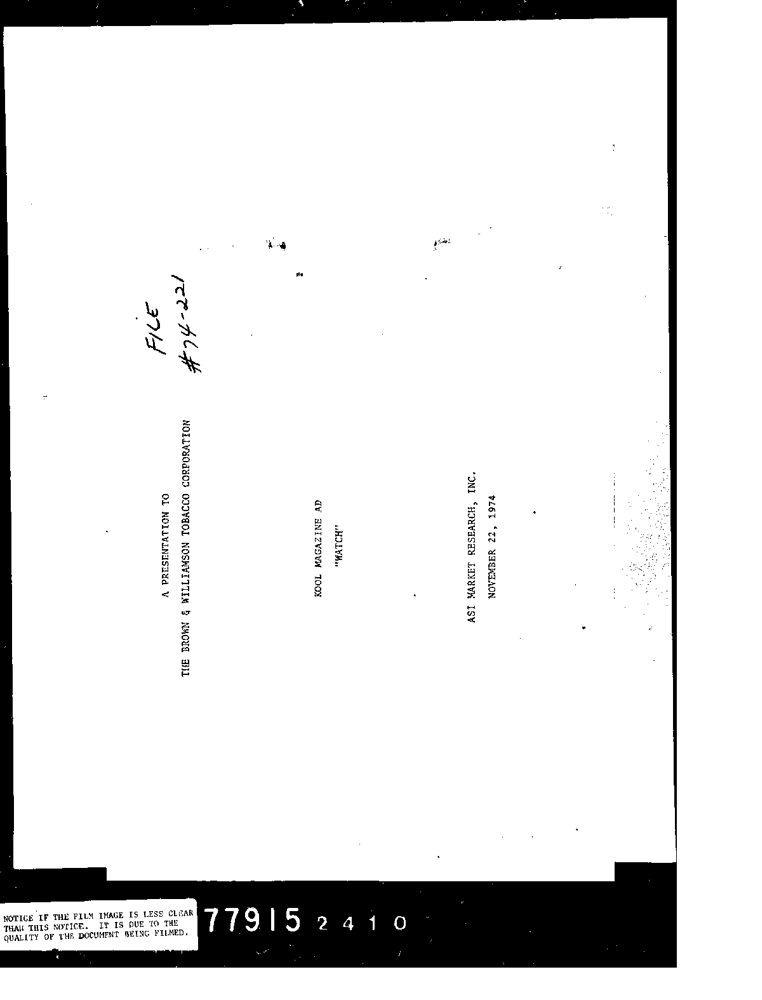 FILE
#74-221
A PRESENTATION TO
THE BROWN & WILLIAMSON TOBACCO CORPORATION
KOOL MAGAZINE AD
"WATCH"
ASI MARKET RESEARCH, INC.
NOVEMBER 22, 1974
NOTICE IF THE FILM IMAGE IS LESS CLEAR
THAN THIS NOTICE. IT IS DUE TO THE
QUALITY OF THE DOCUMENT BEING FILMED.
77915 2410